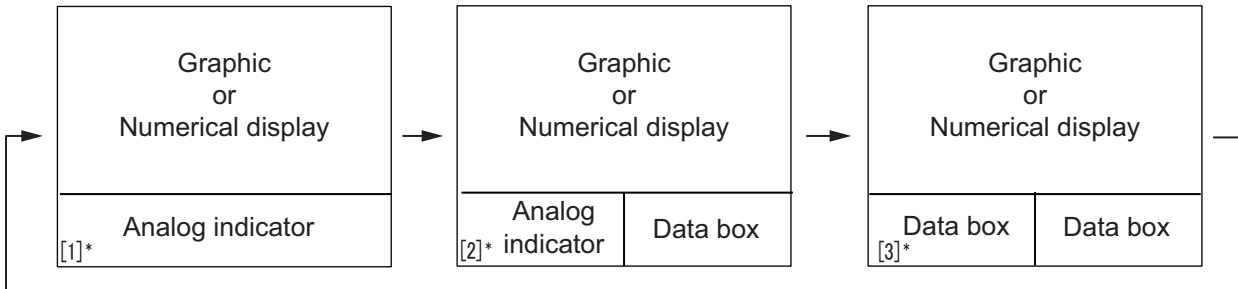 Graphic
or
Numerical display
Analog indicator
[1]*
Graphic
or
Numerical display
Analog
indicator
[2]*
Data box
Graphic
or
Numerical display
Data box
[3]*
Data box